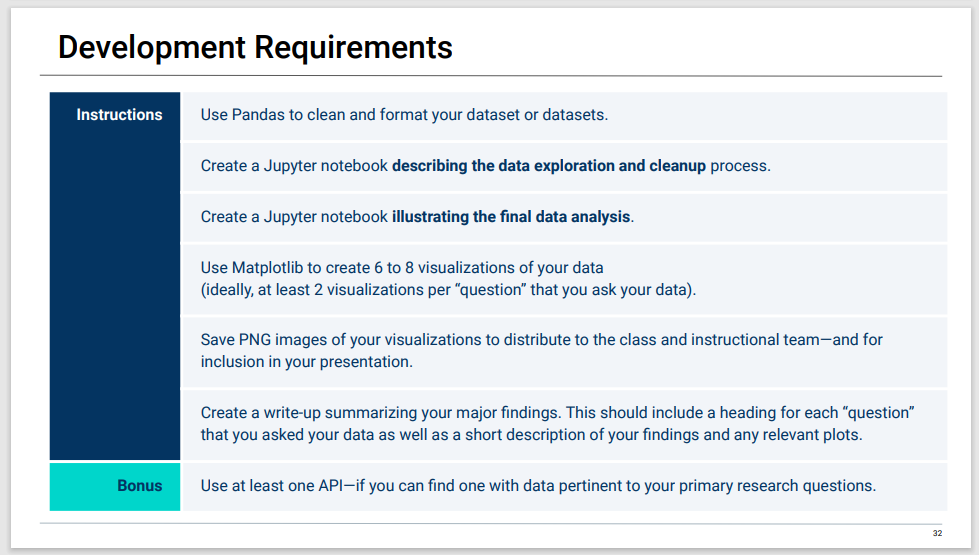 Development Requirements
Instructions
Use Pandas to clean and format your dataset or datasets.
Create a Jupyter notebook describing the data exploration and cleanup process.
Create a Jupyter notebook illustrating the final data analysis.
Use Matplotlib to create 6 to 8 visualizations of your data
(ideally, at least 2 visualizations per “question” that you ask your data).
Save PNG images of your visualizations to distribute to the class and instructional team—and for
inclusion in your presentation.
Create a write-up summarizing your major findings. This should include a heading for each “question”
that you asked your data as well as a short description of your findings and any relevant plots.
Bonus
Use at least one API—if you can find one with data pertinent to your primary research questions.
32